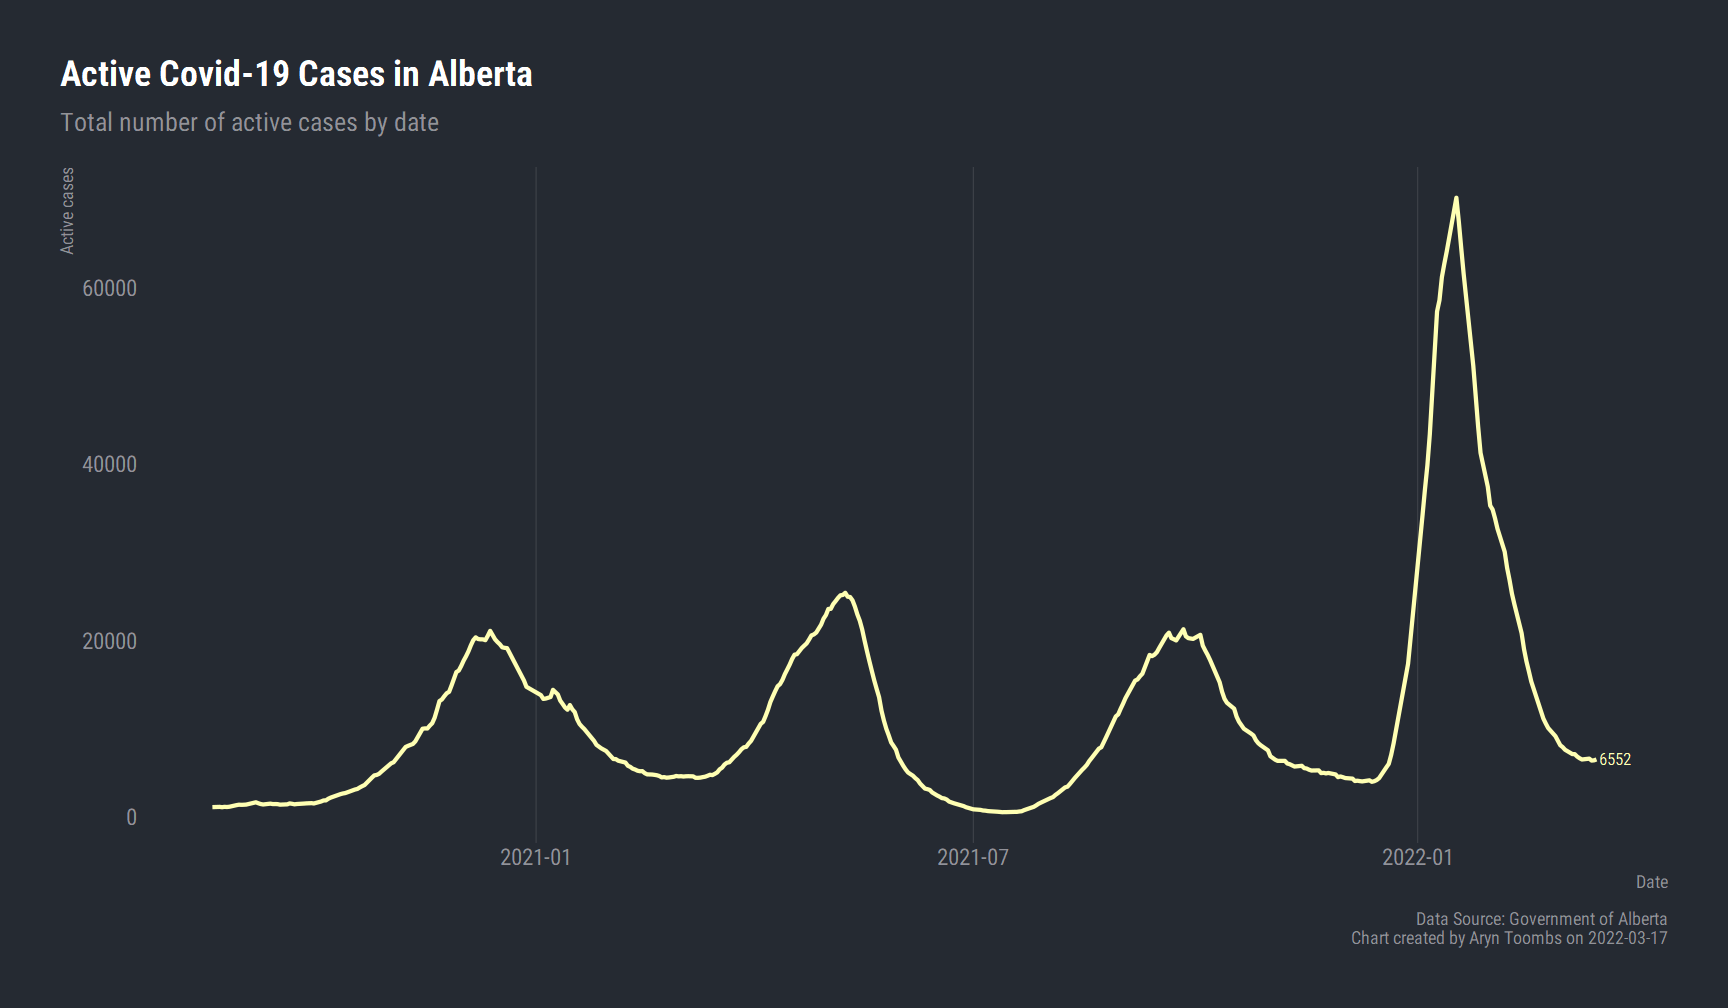 Active Covid-19 Cases in Alberta
Total number of active cases by date
Active cases
60000
40000
20000
0
6552
2021-01
2021-07
2022-01
Date
Data Source: Government of Alberta
Chart created by Aryn Toombs on 2022-03-17